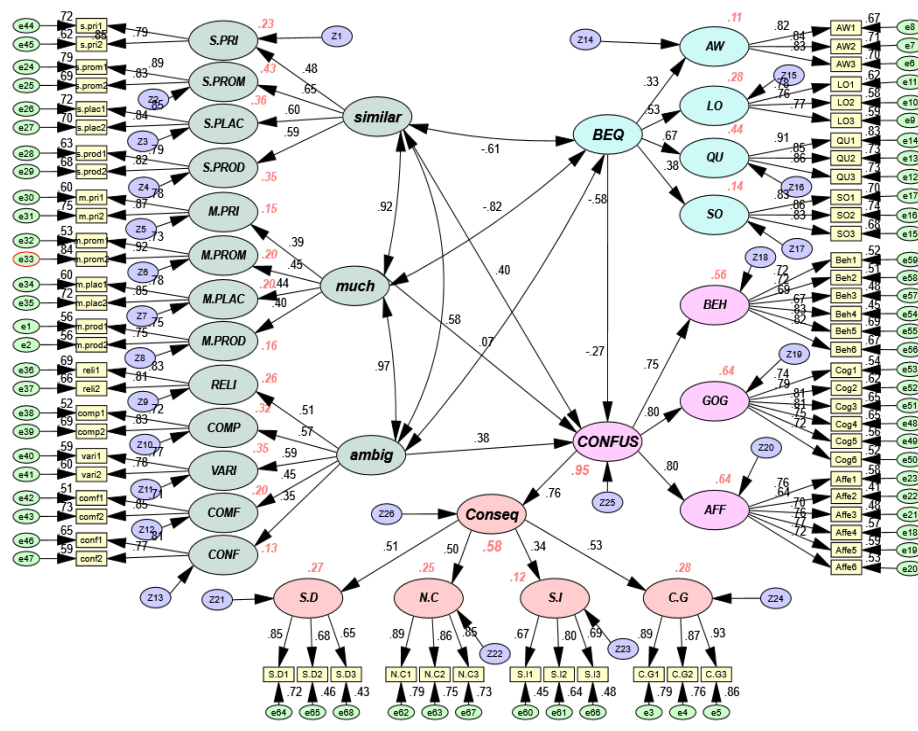 e44 .72 s.pri1 .79
e45 .62 s.pri2 .85
S.PRI .23
Z1
e24 .79 s.prom1 .89
e25 .69 s.prom2 .83
S.PROM .43
Z2
e26 .72 s.plac1 .85
e27 .70 s.plac2 .84
S.PLAC .36
Z3
e28 .63 s.prod1 .79
e29 .68 s.prod2 .82
S.PROD .35
Z4
e30 .60 m.pri1 .78
e31 .75 m.pri2 .87
M.PRI .15
Z5
e32 .53 m.prom1 .73
e33 .84 m.prom2 .92
M.PROM .20
Z6
e34 .60 m.plac1 .78
e35 .72 m.plac2 .85
M.PLAC .20
Z7
e1 .56 m.prod1 .75
e2 .56 m.prod2 .75
M.PROD .16
Z8
e36 .69 reli1 .83
e37 .66 reli2 .81
RELI .26
Z9
e38 .52 comp1 .72
e39 .69 comp2 .83
COMP .32
Z10
e40 .59 vari1 .77
e41 .60 vari2 .78
VARI .35
Z11
e42 .51 comf1 .71
e43 .73 comf2 .85
COMF .20
Z12
e46 .65 conf1 .81
e47 .59 conf2 .77
CONF .13
Z13
similar
.48
.65
.60
.59
much
.39
.45
.44
.40
ambig
.51
.57
.59
.45
.35
.92
.97
-.61
-.82
-.58
.40
.58
.07
-.27
.38
BEQ
.33
.53
.67
.38
Z14
AW .11
.82 AW1 .67 e8
.84 AW2 .71 e7
.83 AW3 .70 e6
Z15
LO .28
.78 LO1 .62 e11
.76 LO2 .58 e10
.77 LO3 .59 e9
QU .44
Z16
.91 QU1 .83 e14
.85 QU2 .73 e13
.86 QU3 .73 e12
SO .14
Z17
.83 SO1 .70 e17
.86 SO2 .74 e16
.83 SO3 .68 e15
CONFUS .95
Z25
.75
.80
.80
.76
Z18
BEH .56
.72 Beh1 .52 e59
.72 Beh2 .51 e58
.69 Beh3 .48 e57
.67 Beh4 .45 e54
.83 Beh5 .69 e55
.82 Beh6 .67 e56
Z19
GOG .64
.74 Cog1 .54 e53
.79 Cog2 .62 e52
.81 Cog3 .65 e51
.81 Cog4 .65 e48
.75 Cog5 .56 e49
.72 Cog6 .52 e50
Z20
AFF .64
.76 Affe1 .58 e23
.64 Affe2 .41 e22
.70 Affe3 .48 e21
.76 Affe4 .57 e18
.77 Affe5 .59 e19
.72 Affe6 .53 e20
Z26
Conseq
.58
.51
.50
.34
.53
Z21
S.D .27
N.C .25
Z22
S.I .12
Z23
C.G .28
Z24
.85 .68 .65 .89 .86 .85 .67 .80 .69 .89 .87 .93
S.D1 S.D2 S.D3 N.C1 N.C2 N.C3 S.I1 S.I2 S.I3 C.G1 C.G2 C.G3
.72 .46 .43 .79 .75 .73 .45 .64 .48 .79 .76 .86
e64 e65 e68 e62 e63 e67 e60 e61 e66 e3 e4 e5